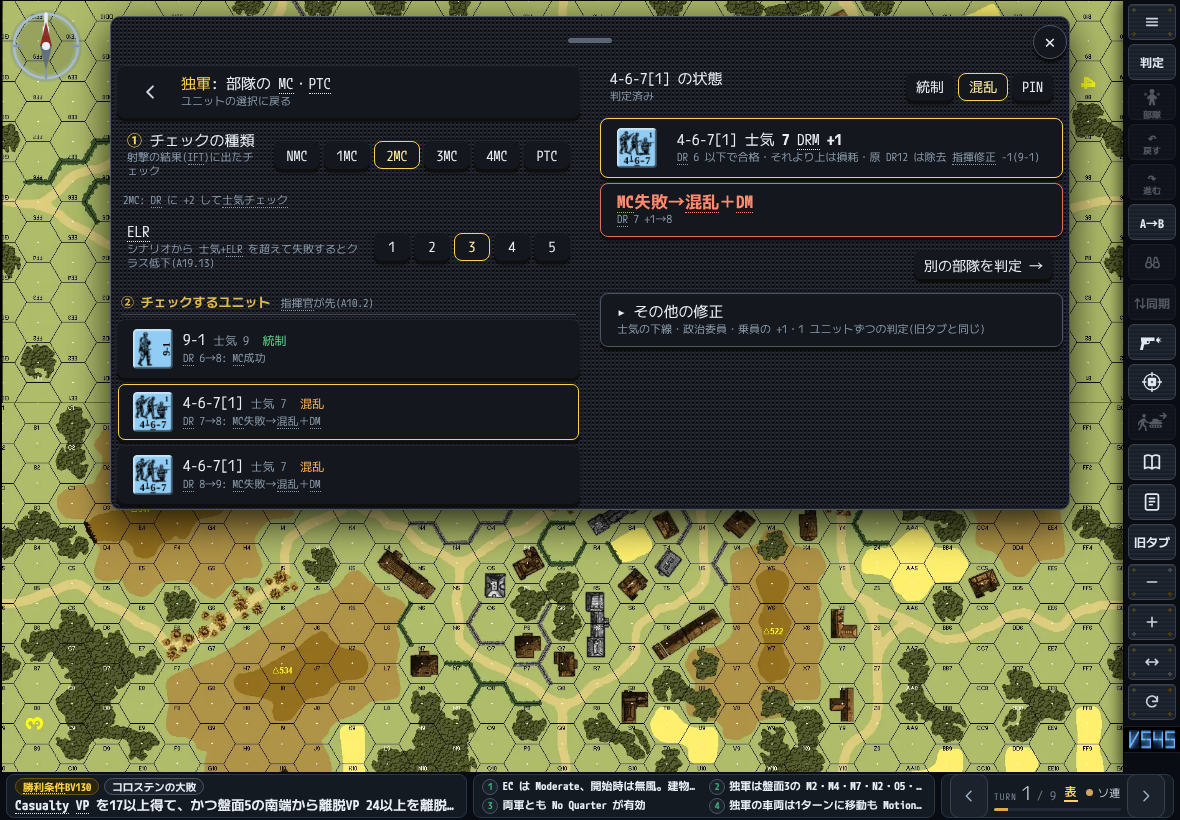 独軍: 部隊の MC・PTC
ユニットの選択に戻る
① チェックの種類
射撃の結果(IFT)に出たチェック
NMC 1MC 2MC 3MC 4MC PTC
2MC: DR に +2 して士気チェック
ELR
シナリオから 士気+ELR を超えて失敗するとクラス低下(A19.13)
1 2 3 4 5
② チェックするユニット 指揮官が先(A10.2)
9-1 士気 9 統制
DR 6→8: MC成功
4-6-7[1] 士気 7 混乱
DR 7→8: MC失敗→混乱+DM
4-6-7
4-6-7[1] 士気 7 混乱
DR 8→9: MC失敗→混乱+DM
4-6-7
4-6-7[1] の状態
判定済み
統制 混乱 PIN
4-6-7[1] 士気 7 DRM +1
DR 6 以下で合格・それより上は損耗・原 DR12 は除去 指揮修正 -1(9-1)
4-6-7
MC失敗→混乱+DM
DR 7 +1→8
別の部隊を判定 →
▸ その他の修正
士気の下線・政治委員・乗員の +1・1 ユニットずつの判定(旧タブと同じ)
判定
部隊
戻す
進む
A→B
同期
旧タブ
V545
△534
△522
3
4
勝利条件BV130 コロステンの大敗
Casualty VP を17以上得て、かつ盤面5の南端から離脱VP 24以上を離脱…
① EC は Moderate、開始時は無風。建物…
② 独軍は盤面3の M2・M4・M7・N2・O5・…
③ 両軍とも No Quarter が有効
④ 独軍の車両は1ターンに移動も Motion…
TURN 1 / 9 表 ソ連